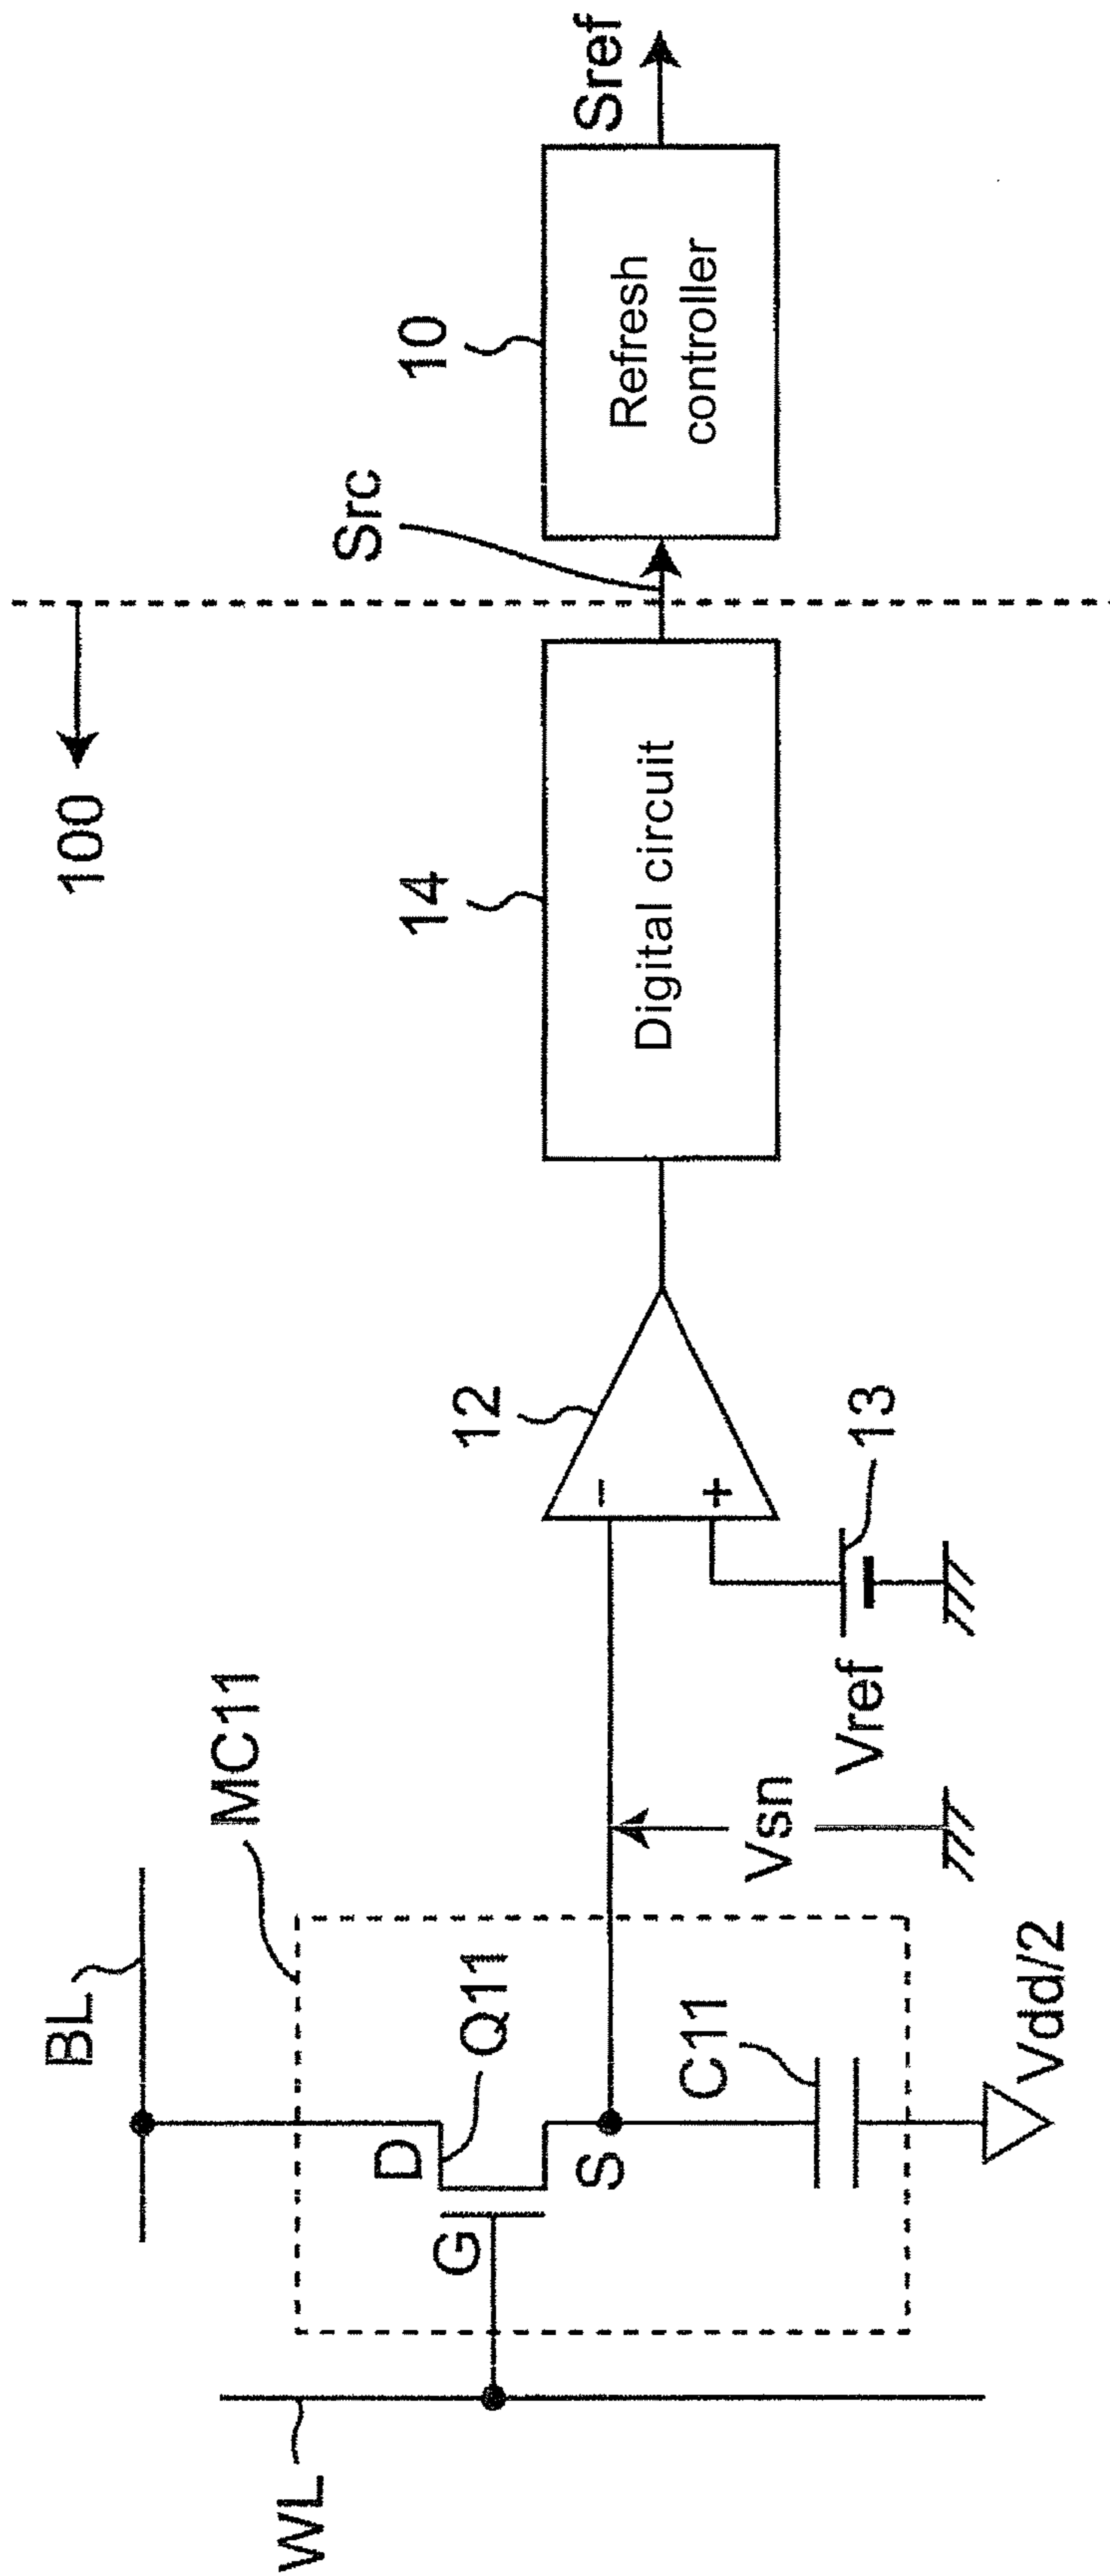 100
BL
MC11
WL
G
D
Q11
S
C11
Vdd/2
Vsn
Vref
13
12
−
+
14
Digital circuit
Src
10
Refresh
controller
Sref